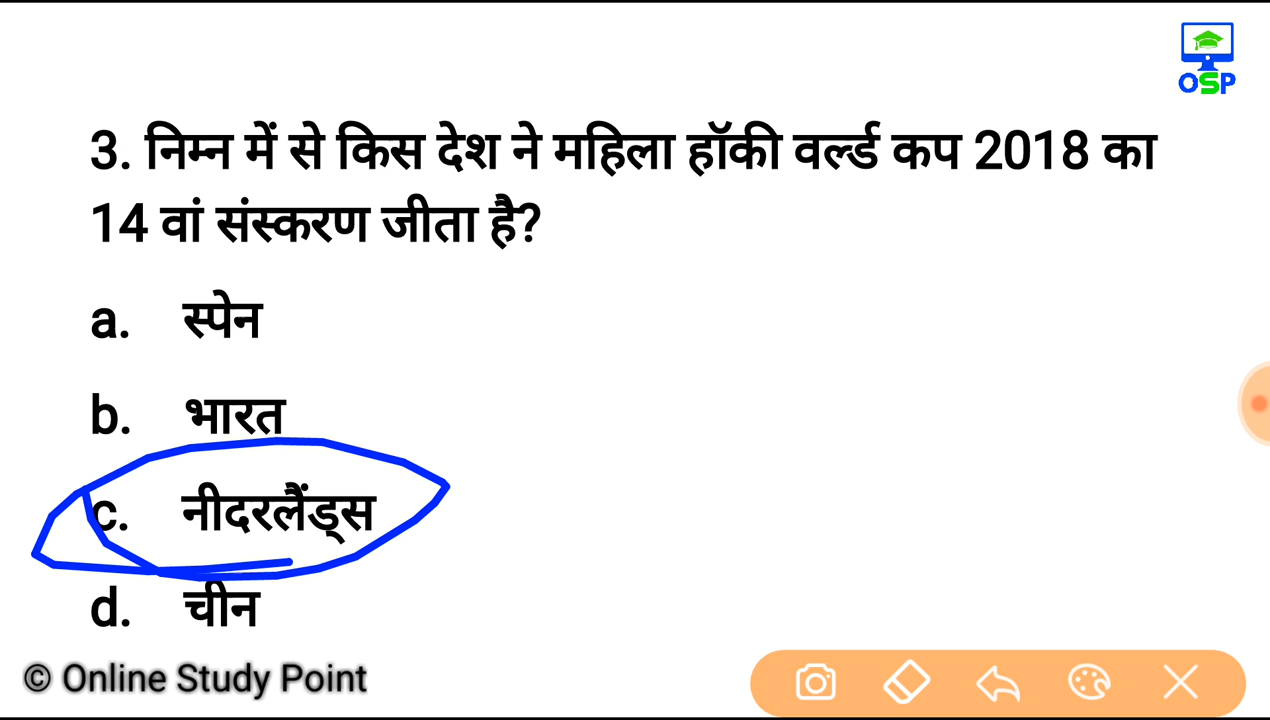 OSP
3. निम्न में से किस देश ने महिला हॉकी वर्ल्ड कप 2018 का
14 वां संस्करण जीता है?
a. स्पेन
b. भारत
c. नीदरलैंड्स
d. चीन
© Online Study Point